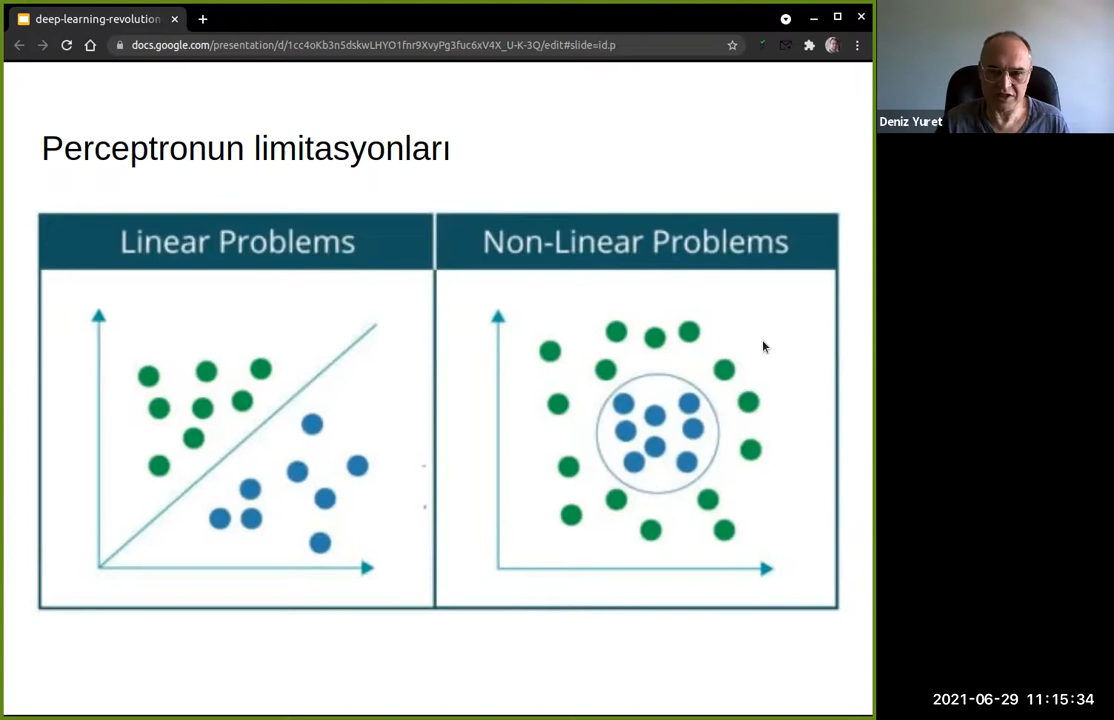 deep-learning-revolution
docs.google.com/presentation/d/1cc4oKb3n5dskwLHYO1fnr9XvyPg3fuc6xV4X_U-K-3Q/edit#slide=id.p
Deniz Yuret
Perceptronun limitasyonları
Linear Problems
Non-Linear Problems
2021-06-29 11:15:34